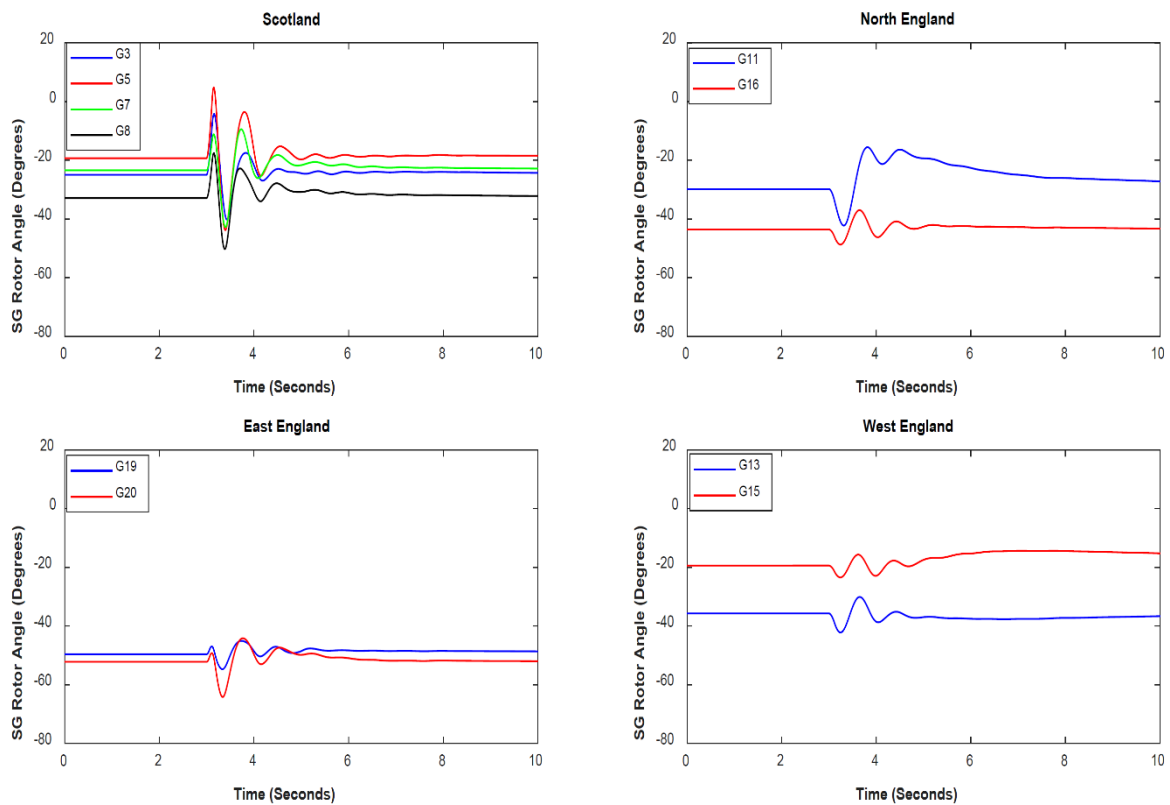 Scotland
20
0
-20
-40
-60
-80
SG Rotor Angle (Degrees)
G3
G5
G7
G8
0 2 4 6 8 10
Time (Seconds)
North England
20
0
-20
-40
-60
-80
SG Rotor Angle (Degrees)
G11
G16
0 2 4 6 8 10
Time (Seconds)
East England
20
0
-20
-40
-60
-80
SG Rotor Angle (Degrees)
G19
G20
0 2 4 6 8 10
Time (Seconds)
West England
20
0
-20
-40
-60
-80
SG Rotor Angle (Degrees)
G13
G15
0 2 4 6 8 10
Time (Seconds)